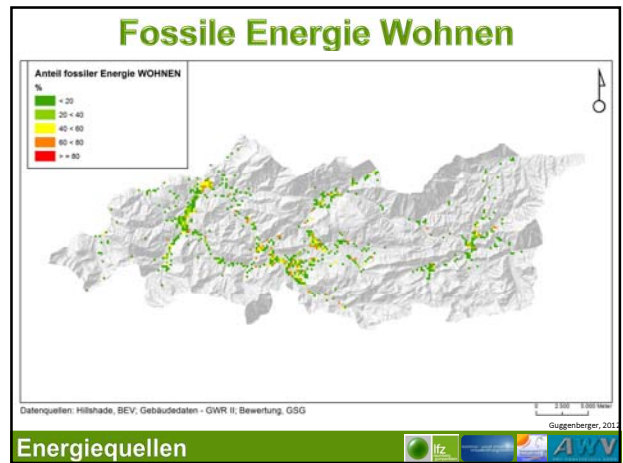 Fossile Energie Wohnen
Anteil fossiler Energie WOHNEN
%
< 20
20 < 40
40 < 60
60 < 80
> = 80
Datenquellen: Hillshade, BEV; Gebäudedaten - GWR II; Bewertung, GSG
0 2.500 5.000 Meter
Guggenberger, 2012
Energiequellen
lfz
AWV